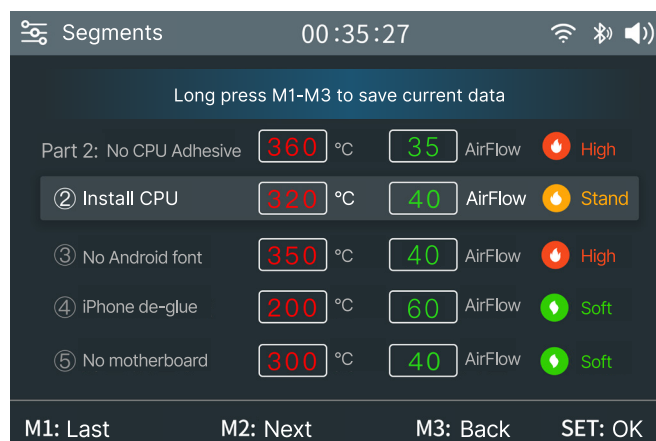 Segments 00:35:27
Long press M1-M3 to save current data
Part 2: No CPU Adhesive 360 °C 35 AirFlow High
② Install CPU 320 °C 40 AirFlow Stand
③ No Android font 350 °C 40 AirFlow High
④ iPhone de-glue 200 °C 60 AirFlow Soft
⑤ No motherboard 300 °C 40 AirFlow Soft
M1: Last M2: Next M3: Back SET: OK